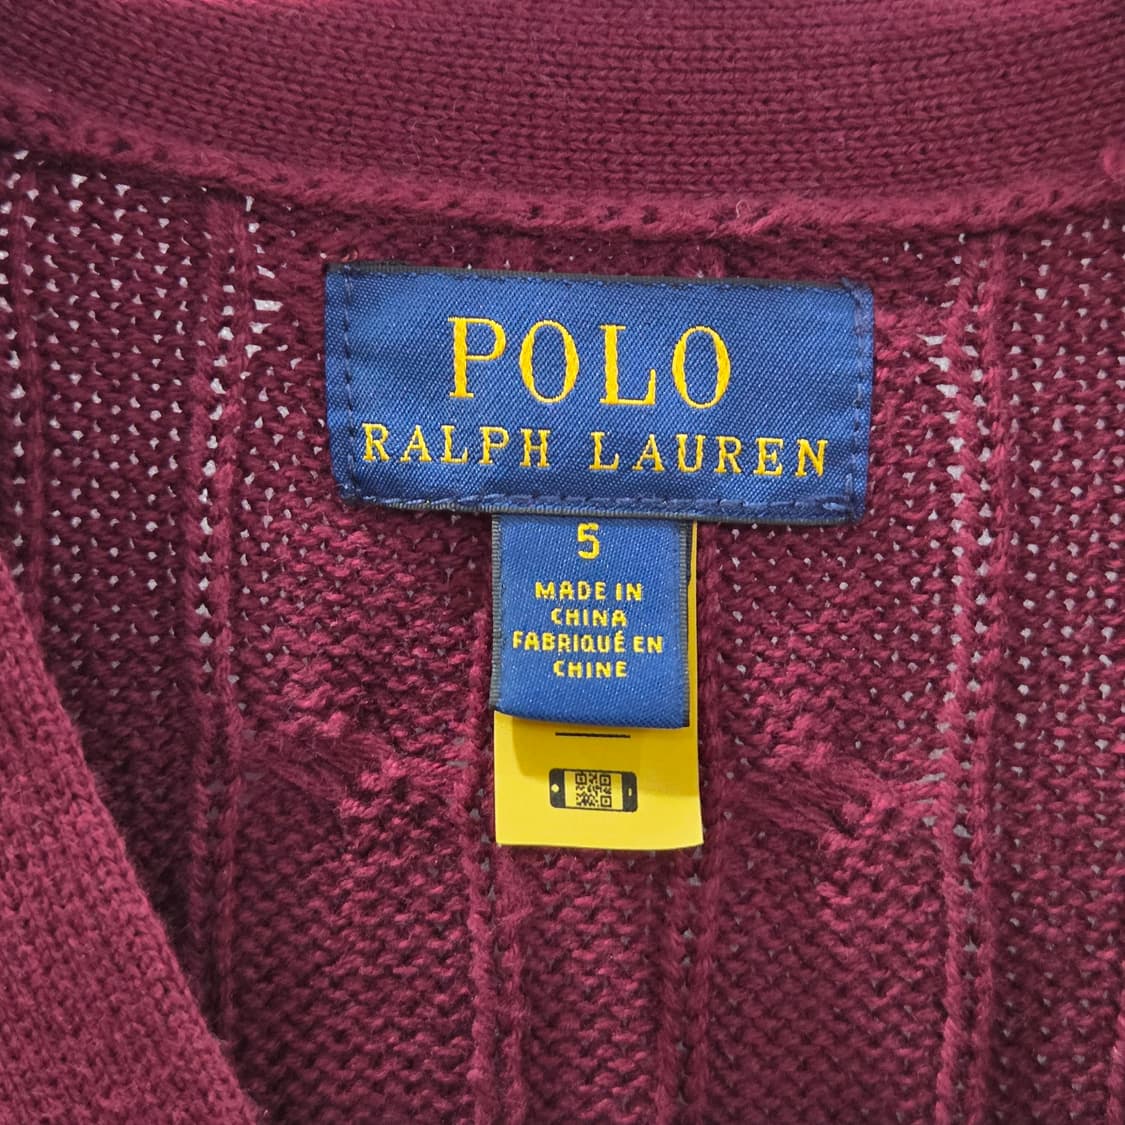 POLO
RALPH LAUREN
5
MADE IN
CHINA
FABRIQUÉ EN
CHINE